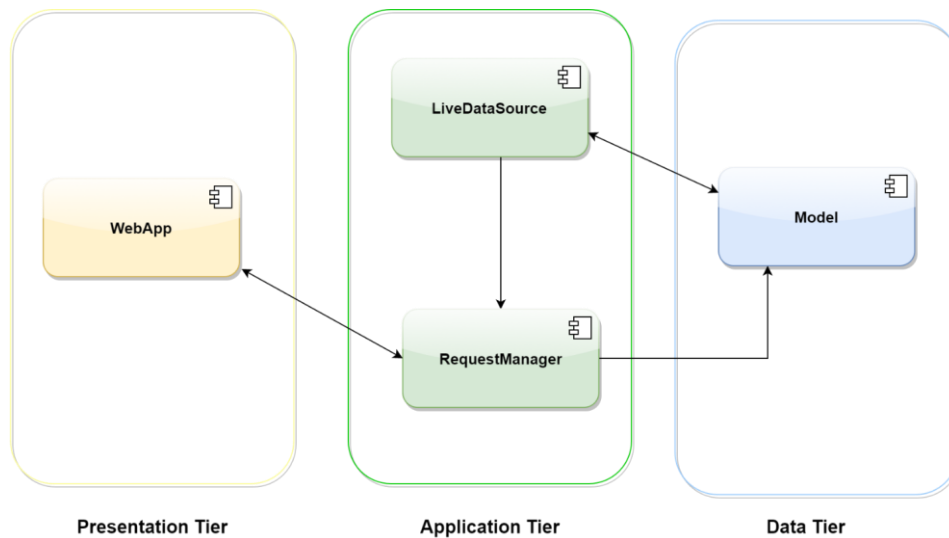 LiveDataSource
WebApp
Model
RequestManager
Presentation Tier
Application Tier
Data Tier